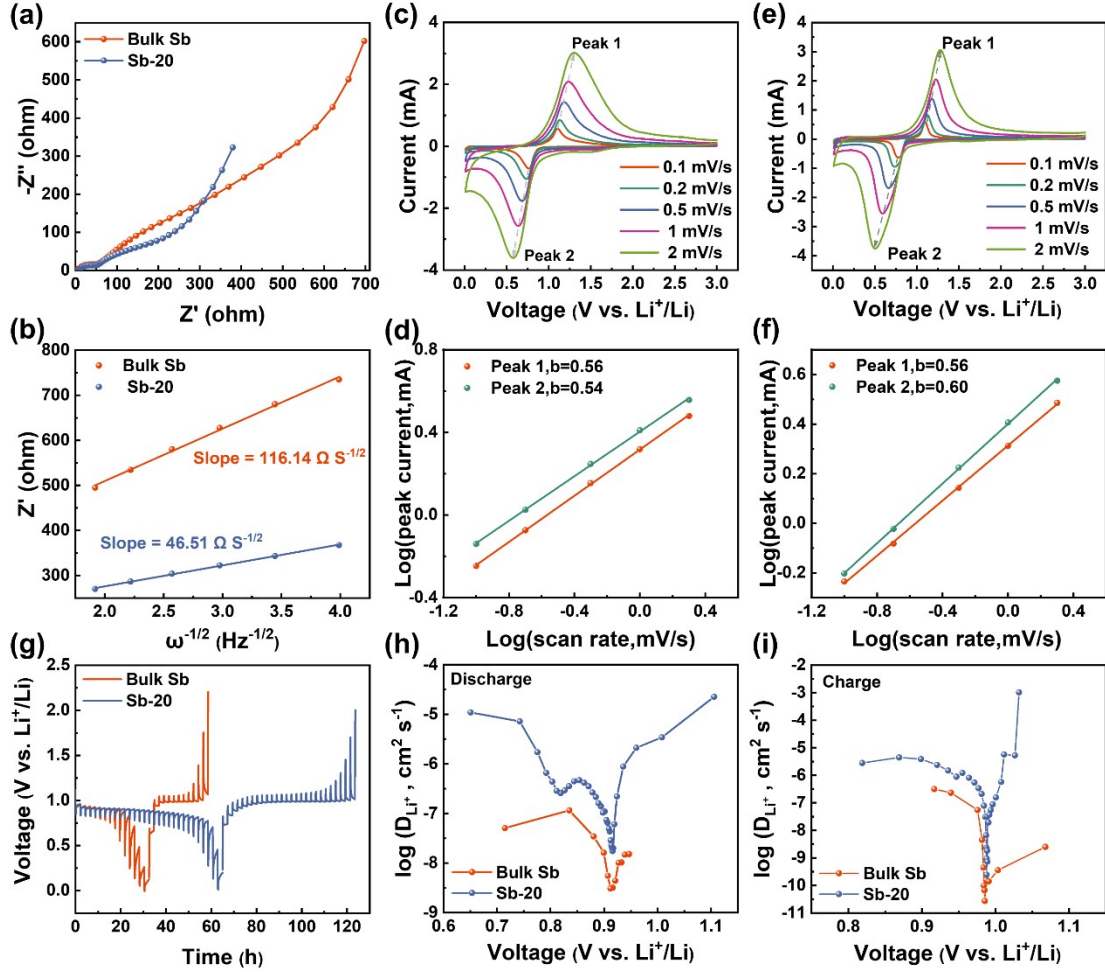 (a)
Bulk Sb
Sb-20
600
500
400
300
200
100
0
0 100 200 300 400 500 600 700
-Z'' (ohm)
Z' (ohm)
(c)
Peak 1
Peak 2
0.1 mV/s
0.2 mV/s
0.5 mV/s
1 mV/s
2 mV/s
4
2
0
-2
-4
0.0 0.5 1.0 1.5 2.0 2.5 3.0
Current (mA)
Voltage (V vs. Li⁺/Li)
(e)
Peak 1
Peak 2
0.1 mV/s
0.2 mV/s
0.5 mV/s
1 mV/s
2 mV/s
4
3
2
1
0
-1
-2
-3
-4
0.0 0.5 1.0 1.5 2.0 2.5 3.0
Current (mA)
Voltage (V vs. Li⁺/Li)
(b)
Bulk Sb
Sb-20
Slope = 116.14 Ω S⁻¹/²
Slope = 46.51 Ω S⁻¹/²
800
700
600
500
400
300
2.0 2.5 3.0 3.5 4.0
Z' (ohm)
ω⁻¹/² (Hz⁻¹/²)
(d)
Peak 1,b=0.56
Peak 2,b=0.54
0.8
0.4
0.0
-0.4
-1.2 -0.8 -0.4 0.0 0.4
Log(peak current,mA)
Log(scan rate,mV/s)
(f)
Peak 1,b=0.56
Peak 2,b=0.60
0.6
0.4
0.2
0.0
-0.2
-1.2 -0.8 -0.4 0.0 0.4
Log(peak current,mA)
Log(scan rate,mV/s)
(g)
Bulk Sb
Sb-20
2.5
2.0
1.5
1.0
0.5
0.0
0 20 40 60 80 100 120
Voltage (V vs. Li⁺/Li)
Time (h)
(h)
Discharge
Bulk Sb
Sb-20
-4
-5
-6
-7
-8
-9
0.7 0.8 0.9 1.0 1.1
log (D_Li⁺ , cm² s⁻¹)
Voltage (V vs. Li⁺/Li)
(i)
Charge
Bulk Sb
Sb-20
-2
-3
-4
-5
-6
-7
-8
-9
-10
-11
0.8 0.9 1.0 1.1
log (D_Li⁺ , cm² s⁻¹)
Voltage (V vs. Li⁺/Li)